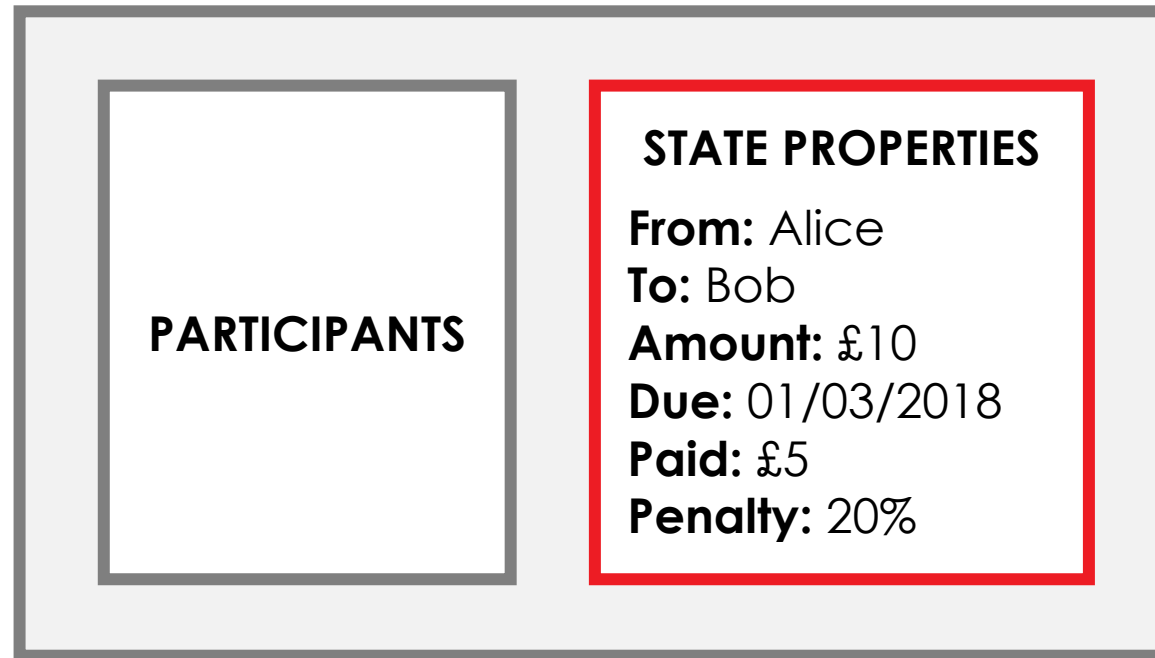 PARTICIPANTS
STATE PROPERTIES
From: Alice
To: Bob
Amount: £10
Due: 01/03/2018
Paid: £5
Penalty: 20%